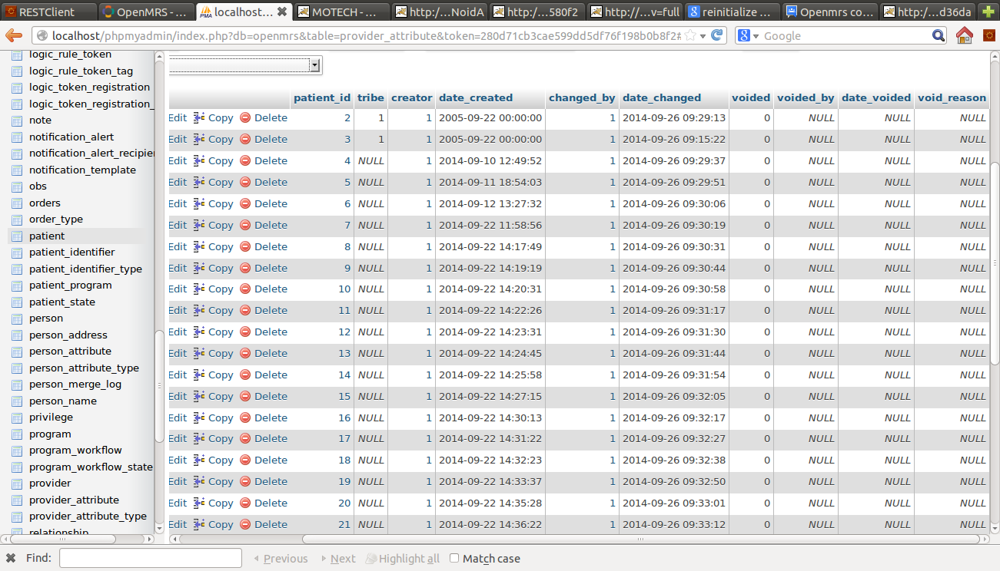 RESTClient OpenMRS - ... localhost... MOTECH - ... http:/...NoidA http:/...580f2 http:/...v=full reinitialize ... Openmrs co... http:/...d36da
localhost/phpmyadmin/index.php?db=openmrs&table=provider_attribute&token=280d71cb3cae599dd5df76f198b0b8f2# Google
logic_rule_token
logic_rule_token_tag
logic_token_registration
logic_token_registration_
note
notification_alert
notification_alert_recipien
notification_template
obs
orders
order_type
patient
patient_identifier
patient_identifier_type
patient_program
patient_state
person
person_address
person_attribute
person_attribute_type
person_merge_log
person_name
privilege
program
program_workflow
program_workflow_state
provider
provider_attribute
provider_attribute_type
relationship
patient_id tribe creator date_created changed_by date_changed voided voided_by date_voided void_reason
Edit Copy Delete 2 1 1 2005-09-22 00:00:00 1 2014-09-26 09:29:13 0 NULL NULL NULL
Edit Copy Delete 3 1 1 2005-09-22 00:00:00 1 2014-09-26 09:15:22 0 NULL NULL NULL
Edit Copy Delete 4 NULL 1 2014-09-10 12:49:52 1 2014-09-26 09:29:37 0 NULL NULL NULL
Edit Copy Delete 5 NULL 1 2014-09-11 18:54:03 1 2014-09-26 09:29:51 0 NULL NULL NULL
Edit Copy Delete 6 NULL 1 2014-09-12 13:27:32 1 2014-09-26 09:30:06 0 NULL NULL NULL
Edit Copy Delete 7 NULL 1 2014-09-22 11:58:56 1 2014-09-26 09:30:19 0 NULL NULL NULL
Edit Copy Delete 8 NULL 1 2014-09-22 14:17:49 1 2014-09-26 09:30:31 0 NULL NULL NULL
Edit Copy Delete 9 NULL 1 2014-09-22 14:19:19 1 2014-09-26 09:30:44 0 NULL NULL NULL
Edit Copy Delete 10 NULL 1 2014-09-22 14:20:31 1 2014-09-26 09:30:58 0 NULL NULL NULL
Edit Copy Delete 11 NULL 1 2014-09-22 14:22:26 1 2014-09-26 09:31:17 0 NULL NULL NULL
Edit Copy Delete 12 NULL 1 2014-09-22 14:23:31 1 2014-09-26 09:31:30 0 NULL NULL NULL
Edit Copy Delete 13 NULL 1 2014-09-22 14:24:45 1 2014-09-26 09:31:44 0 NULL NULL NULL
Edit Copy Delete 14 NULL 1 2014-09-22 14:25:58 1 2014-09-26 09:31:54 0 NULL NULL NULL
Edit Copy Delete 15 NULL 1 2014-09-22 14:27:15 1 2014-09-26 09:32:05 0 NULL NULL NULL
Edit Copy Delete 16 NULL 1 2014-09-22 14:30:13 1 2014-09-26 09:32:17 0 NULL NULL NULL
Edit Copy Delete 17 NULL 1 2014-09-22 14:31:22 1 2014-09-26 09:32:27 0 NULL NULL NULL
Edit Copy Delete 18 NULL 1 2014-09-22 14:32:23 1 2014-09-26 09:32:38 0 NULL NULL NULL
Edit Copy Delete 19 NULL 1 2014-09-22 14:33:37 1 2014-09-26 09:32:50 0 NULL NULL NULL
Edit Copy Delete 20 NULL 1 2014-09-22 14:35:28 1 2014-09-26 09:33:01 0 NULL NULL NULL
Edit Copy Delete 21 NULL 1 2014-09-22 14:36:22 1 2014-09-26 09:33:12 0 NULL NULL NULL
Find: Previous Next Highlight all Match case